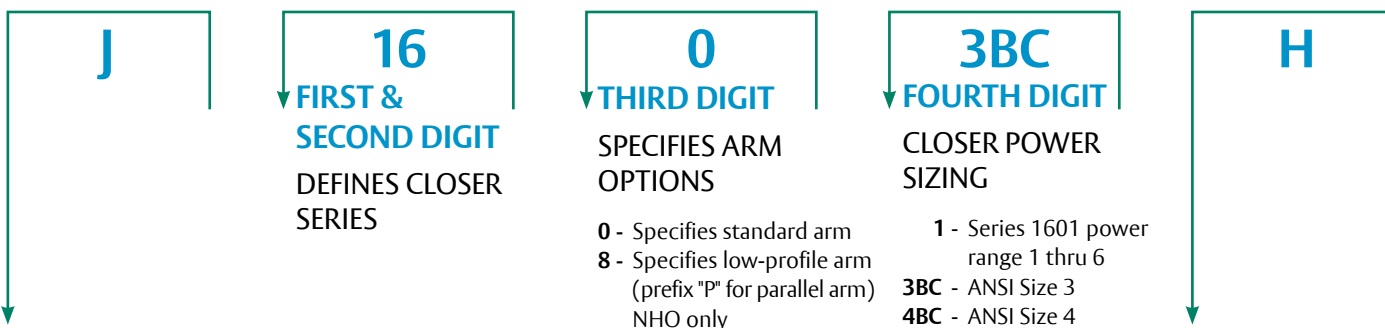 J
16
FIRST &
SECOND DIGIT
DEFINES CLOSER
SERIES
0
THIRD DIGIT
SPECIFIES ARM
OPTIONS
0 - Specifies standard arm
8 - Specifies low-profile arm
(prefix "P" for parallel arm)
NHO only
3BC
FOURTH DIGIT
CLOSER POWER
SIZING
1 - Series 1601 power
range 1 thru 6
3BC - ANSI Size 3
4BC - ANSI Size 4
H